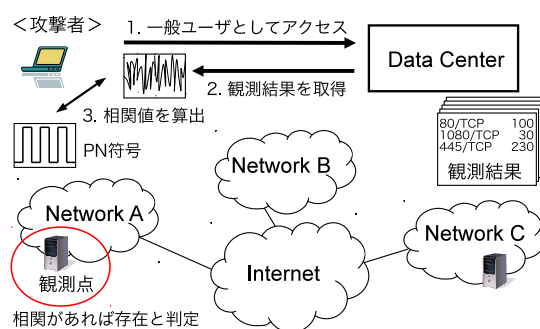 ＜攻撃者＞
1. 一般ユーザとしてアクセス
Data Center
2. 観測結果を取得
3. 相関値を算出
PN符号
80/TCP 100
1080/TCP 30
445/TCP 230
観測結果
Network B
Network A
Network C
観測点
Internet
相関があれば存在と判定